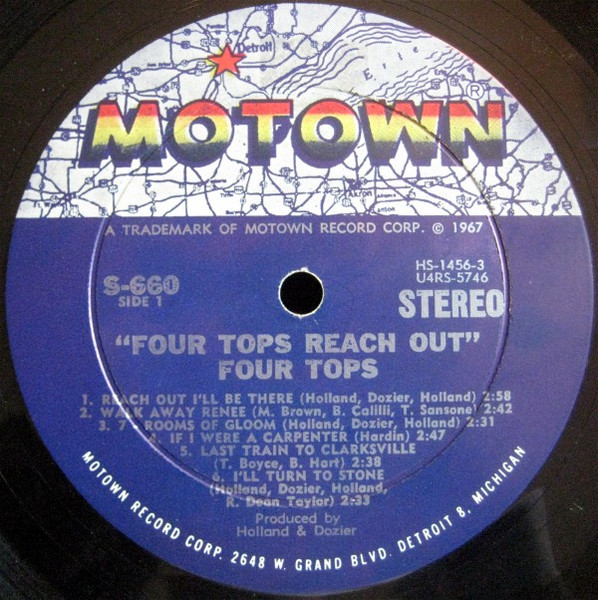 Detroit
Erie
MOTOWN®
AKRON
A TRADEMARK OF MOTOWN RECORD CORP. © 1967
S-660
SIDE 1
HS-1456-3
U4RS-5746
STEREO
"FOUR TOPS REACH OUT"
FOUR TOPS
1. REACH OUT I'LL BE THERE (Holland, Dozier, Holland) 2:58
2. WALK AWAY RENEE (M. Brown, B. Calilli, T. Sansone) 2:42
3. 7 ROOMS OF GLOOM (Holland, Dozier, Holland) 2:31
4. IF I WERE A CARPENTER (Hardin) 2:47
5. LAST TRAIN TO CLARKSVILLE
(T. Boyce, B. Hart) 2:38
6. I'LL TURN TO STONE
(Holland, Dozier, Holland,
R. Dean Taylor) 2:33
Produced by
Holland & Dozier
MOTOWN RECORD CORP. 2648 W. GRAND BLVD. DETROIT 8, MICHIGAN